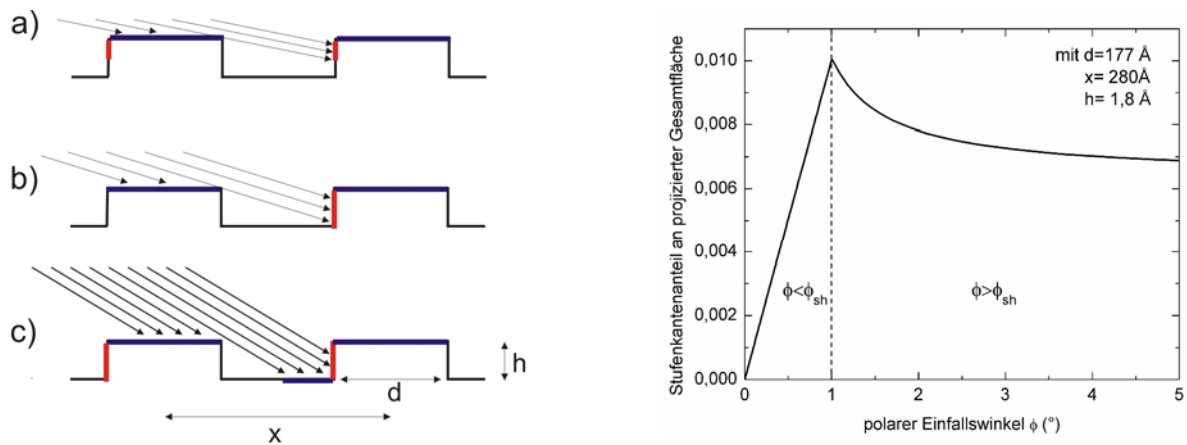 a)
b)
c)
h
d
x
Stufenkantenanteil an projizierter Gesamtfläche
0,010
0,008
0,006
0,004
0,002
0,000
mit d=177 Å
x= 280Å
h= 1,8 Å
ϕ<ϕsh
ϕ>ϕsh
0 1 2 3 4 5
polarer Einfallswinkel ϕ (°)